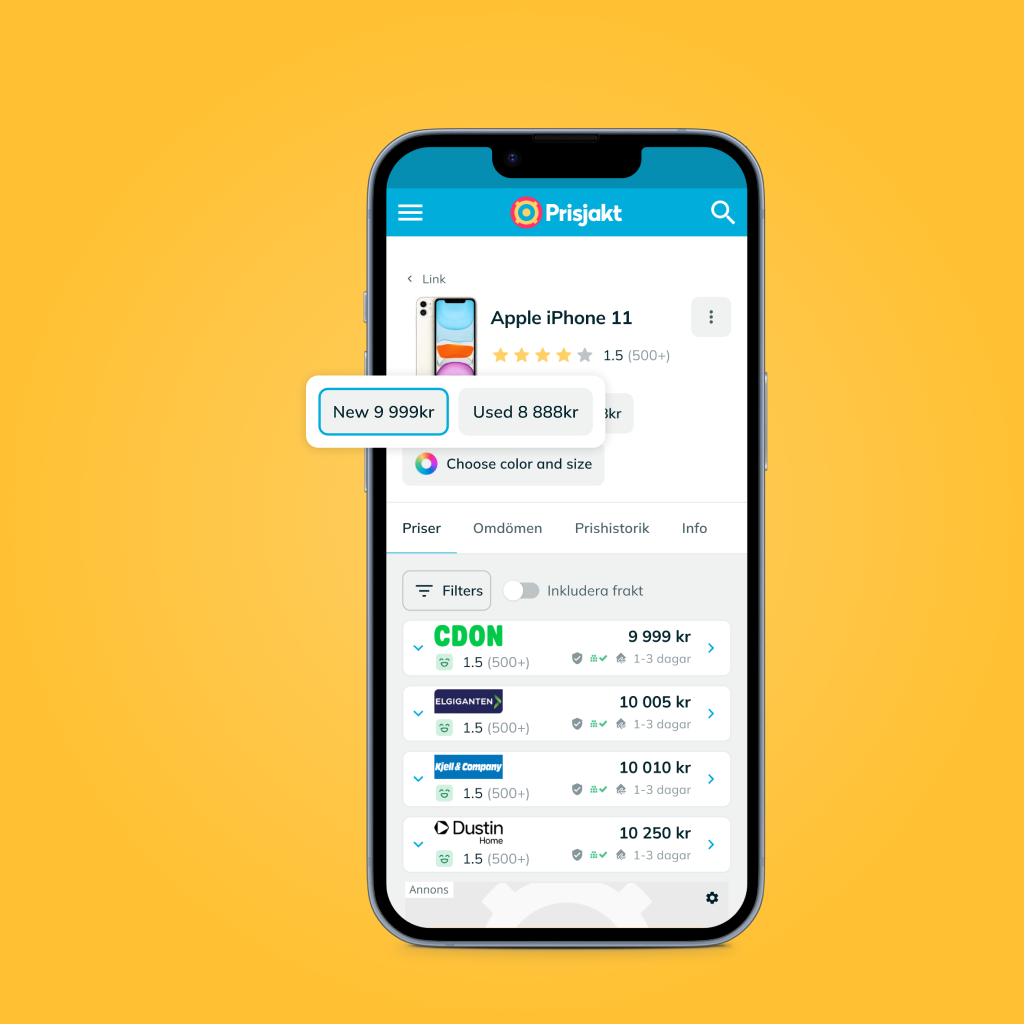 Prisjakt
Link
Apple iPhone 11
1.5 (500+)
New 9 999kr
Used 8 888kr
kr
Choose color and size
Priser
Omdömen
Prishistorik
Info
Filters
Inkludera frakt
CDON
9 999 kr
1.5 (500+)
1-3 dagar
ELGIGANTEN
10 005 kr
1.5 (500+)
1-3 dagar
Kjell & Company
10 010 kr
1.5 (500+)
1-3 dagar
Dustin
Home
10 250 kr
1.5 (500+)
1-3 dagar
Annons